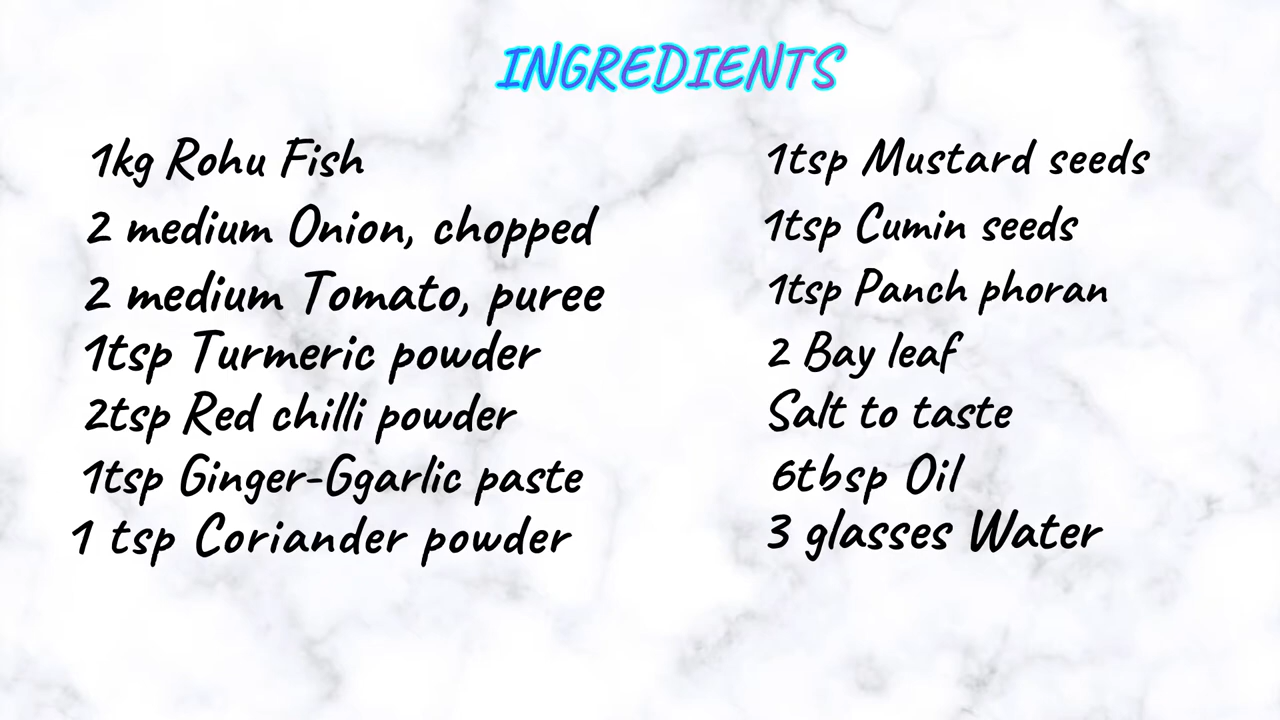 INGREDIENTS
1kg Rohu Fish
2 medium Onion, chopped
2 medium Tomato, puree
1tsp Turmeric powder
2tsp Red chilli powder
1tsp Ginger-Ggarlic paste
1 tsp Coriander powder
1tsp Mustard seeds
1tsp Cumin seeds
1tsp Panch phoran
2 Bay leaf
Salt to taste
6tbsp Oil
3 glasses Water